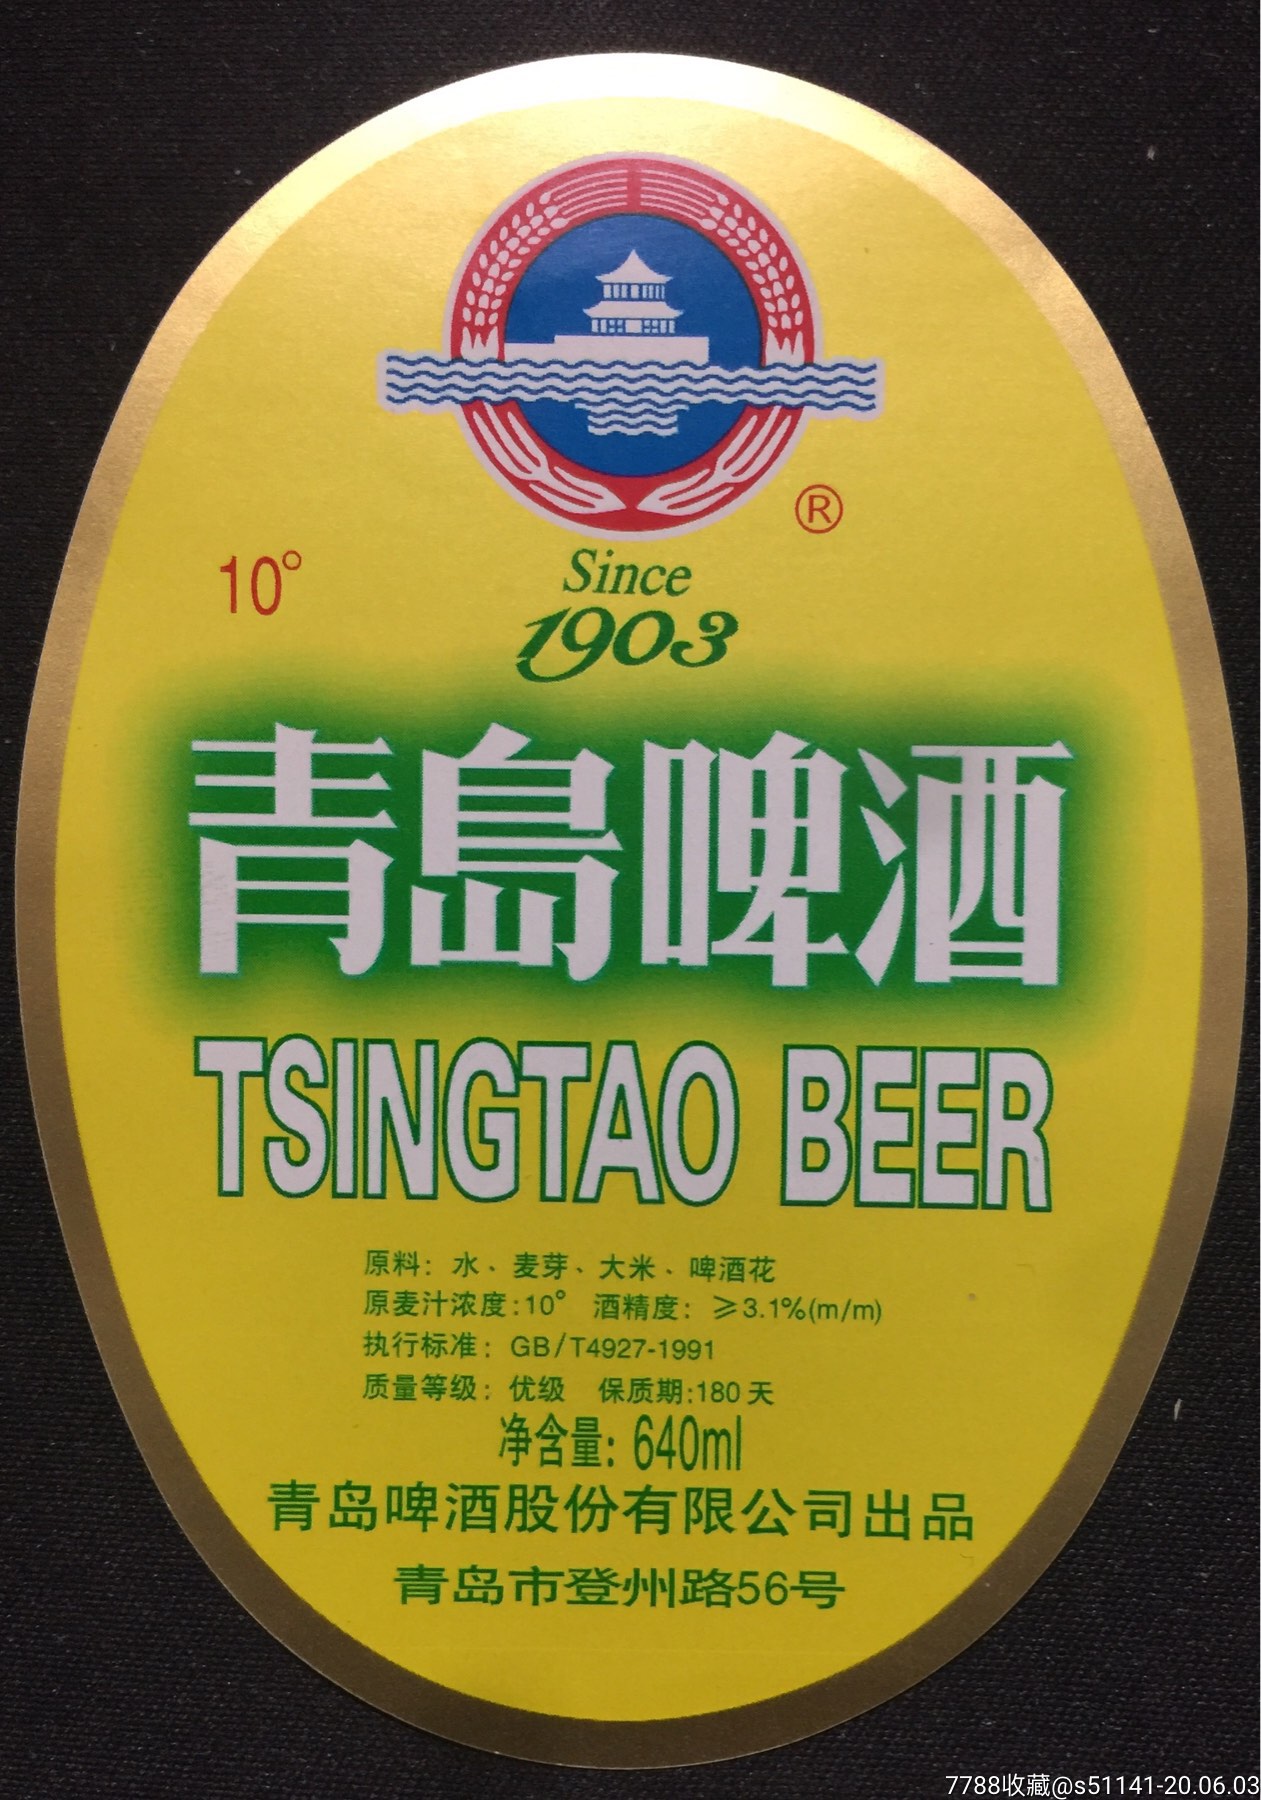 ®
10°
Since
1903
青島啤酒
TSINGTAO BEER
原料：水、麦芽、大米、啤酒花
原麦汁浓度:10° 酒精度：≥3.1%(m/m)
执行标准：GB/T4927-1991
质量等级：优级 保质期:180天
净含量：640ml
青岛啤酒股份有限公司出品
青岛市登州路56号
7788收藏@s51141-20.06.03